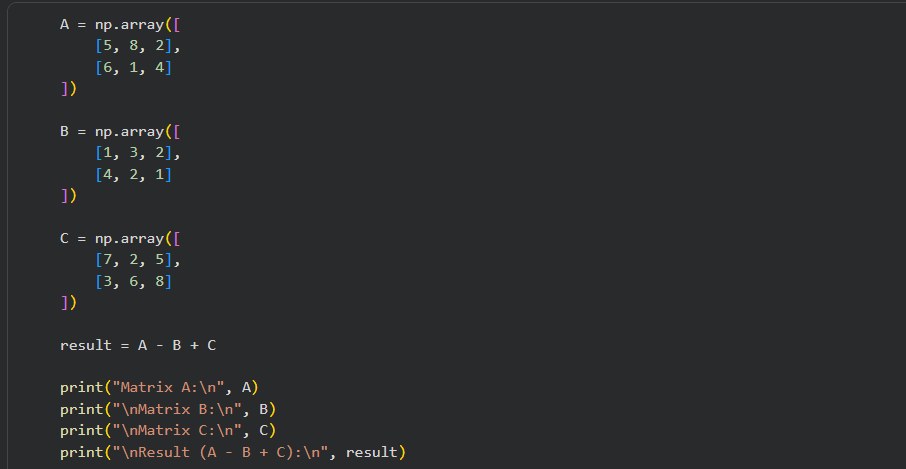 A = np.array([
    [5, 8, 2],
    [6, 1, 4]
])

B = np.array([
    [1, 3, 2],
    [4, 2, 1]
])

C = np.array([
    [7, 2, 5],
    [3, 6, 8]
])

result = A - B + C

print("Matrix A:\n", A)
print("\nMatrix B:\n", B)
print("\nMatrix C:\n", C)
print("\nResult (A - B + C):\n", result)